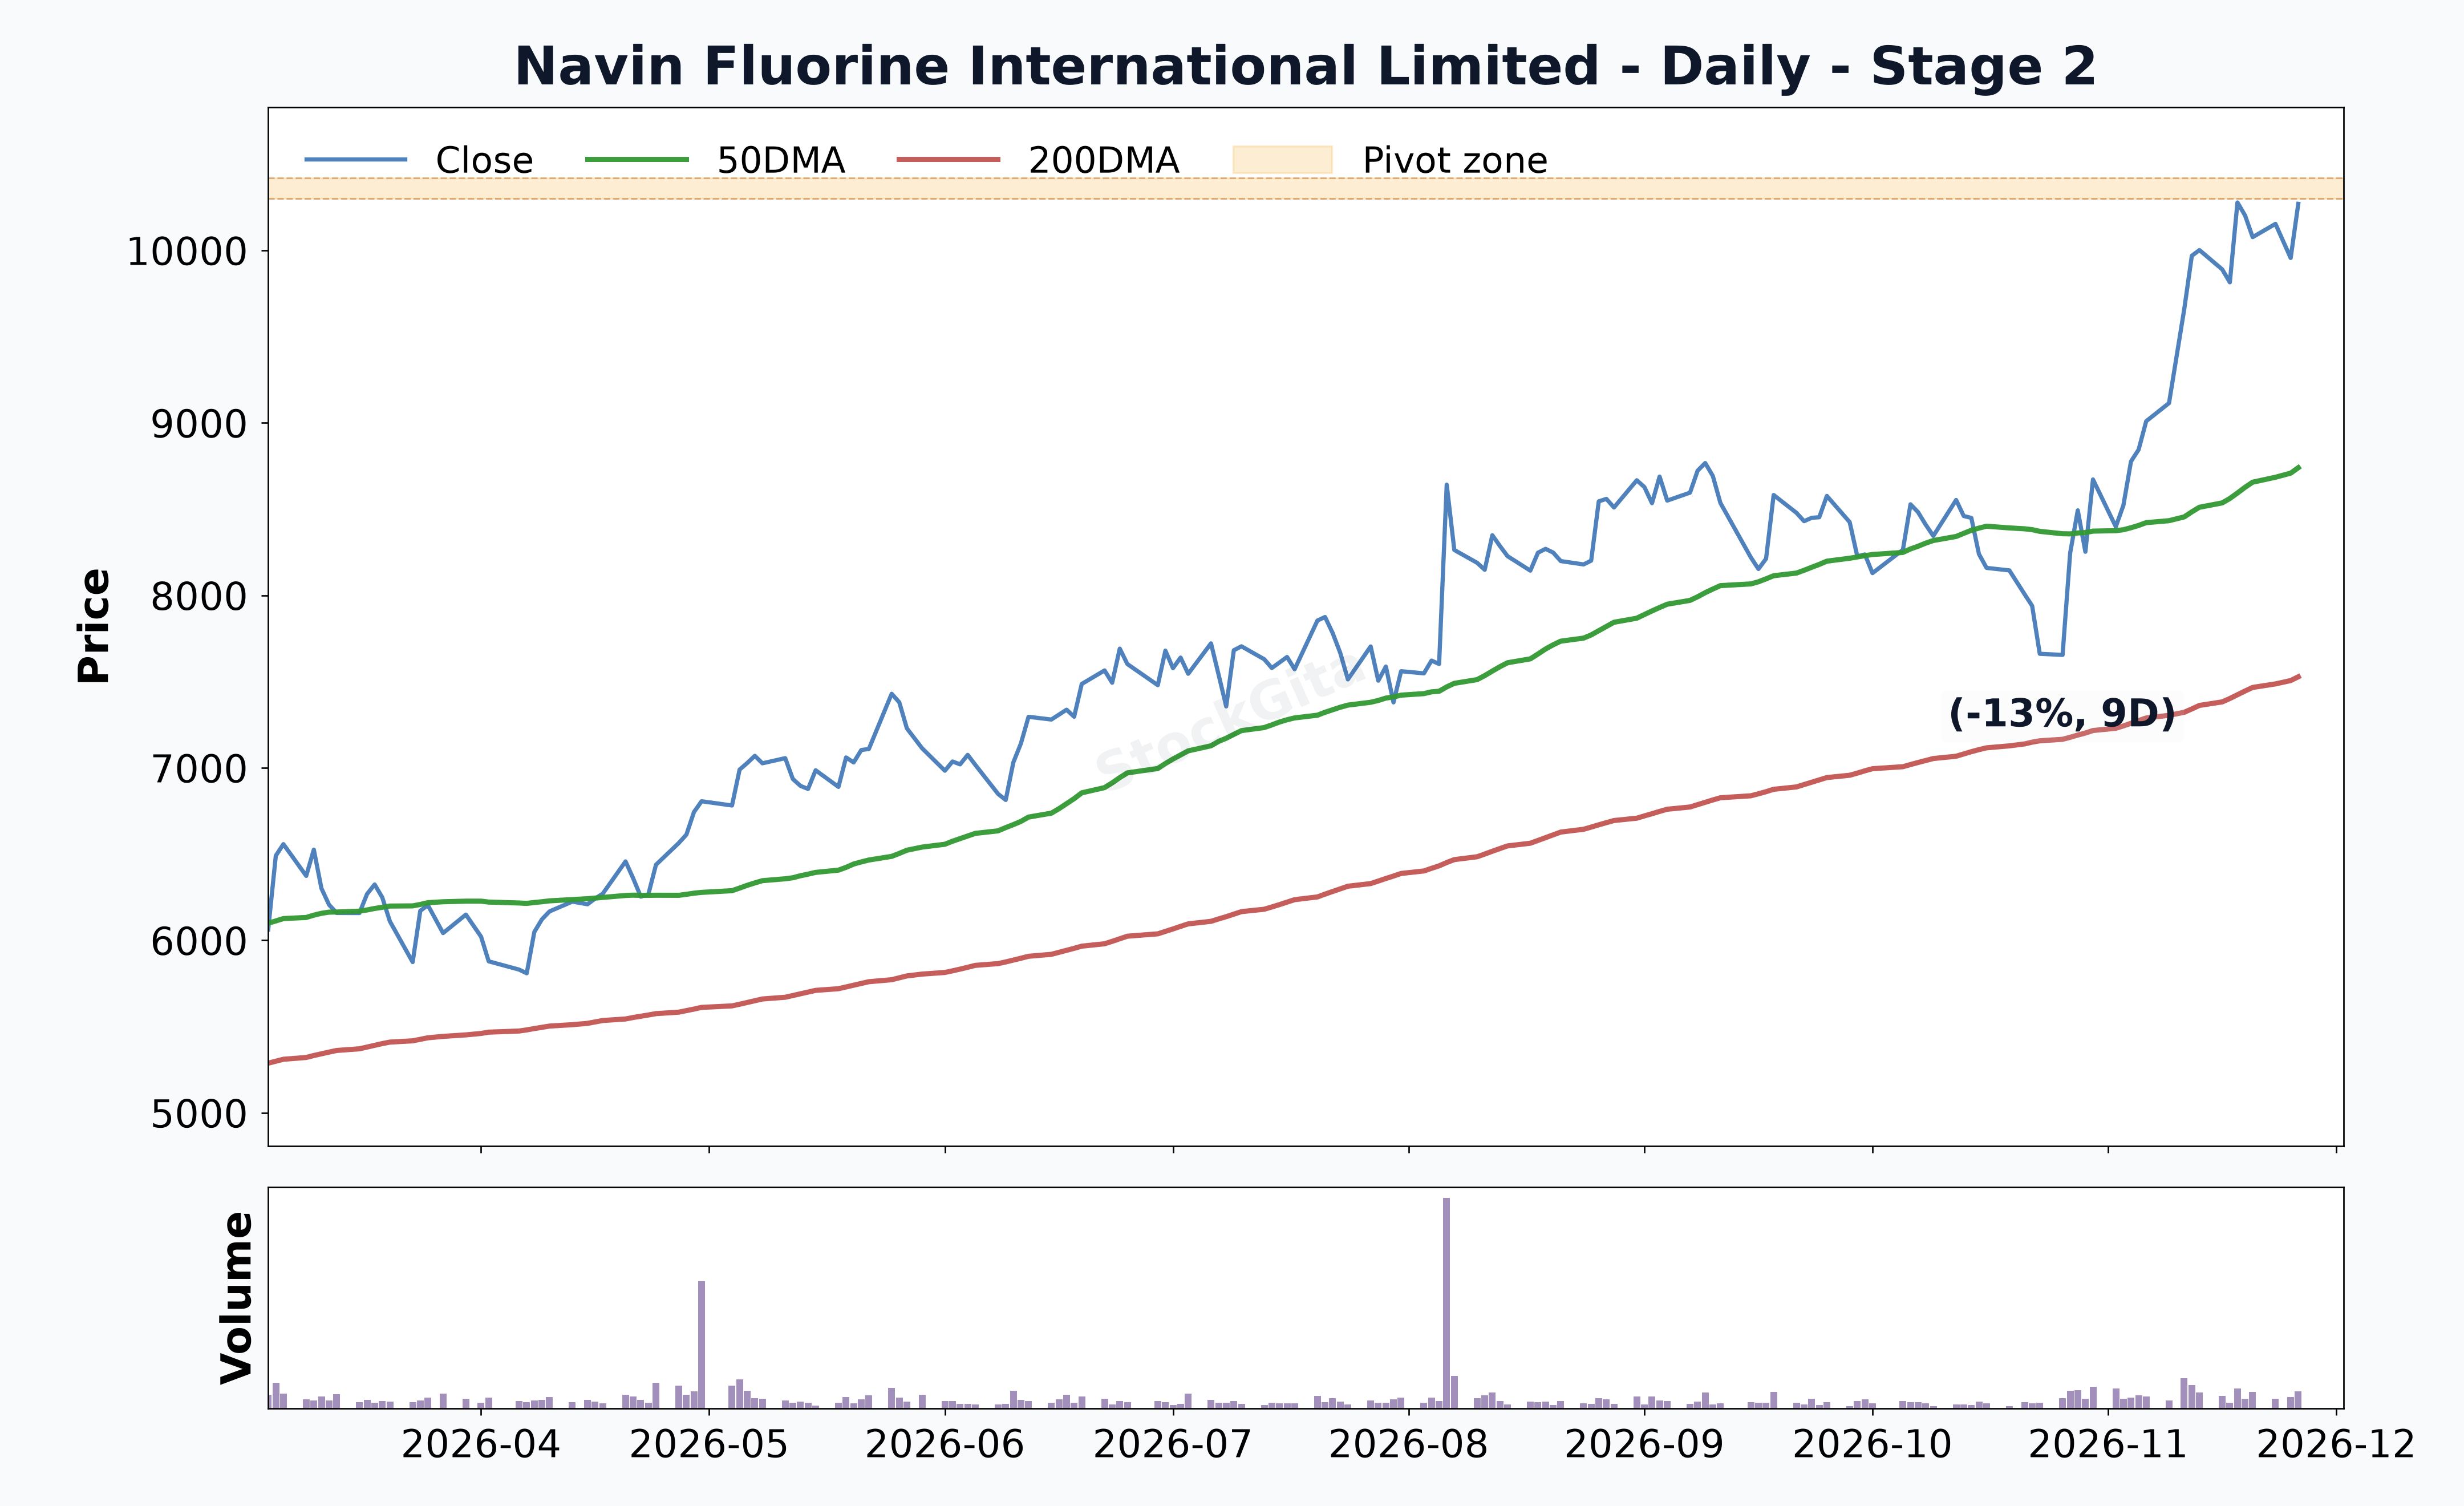 Navin Fluorine International Limited - Daily - Stage 2
Close 50DMA 200DMA Pivot zone
10000
9000
8000
7000
6000
5000
Price
StockGita
(-13%, 9D)
Volume
2026-04 2026-05 2026-06 2026-07 2026-08 2026-09 2026-10 2026-11 2026-12